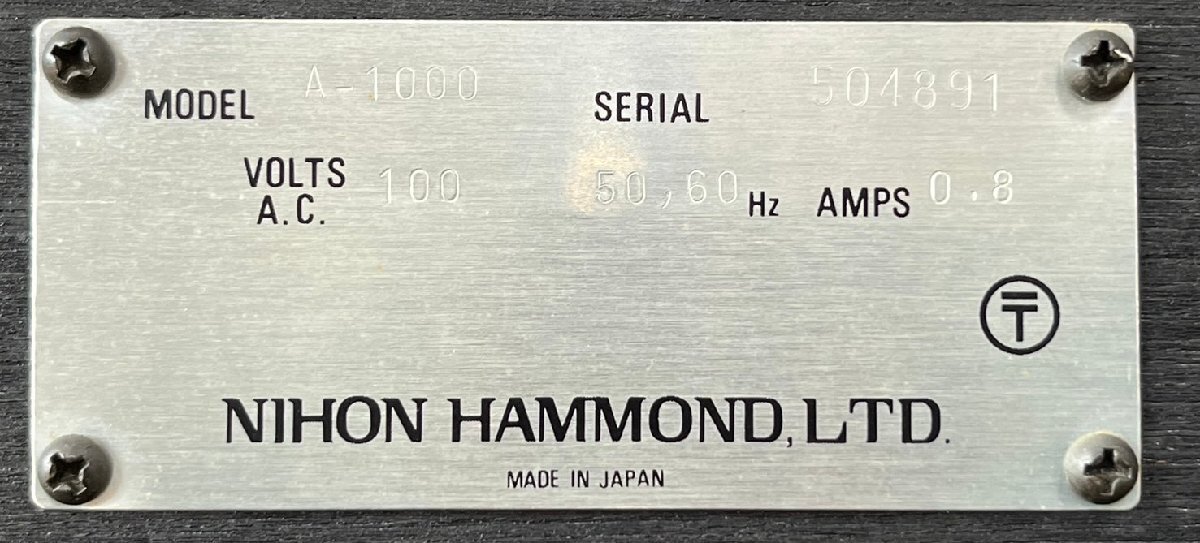 MODEL A-1000 SERIAL 504891
VOLTS A.C. 100 50,60 Hz AMPS 0.8
〒
NIHON HAMMOND, LTD.
MADE IN JAPAN